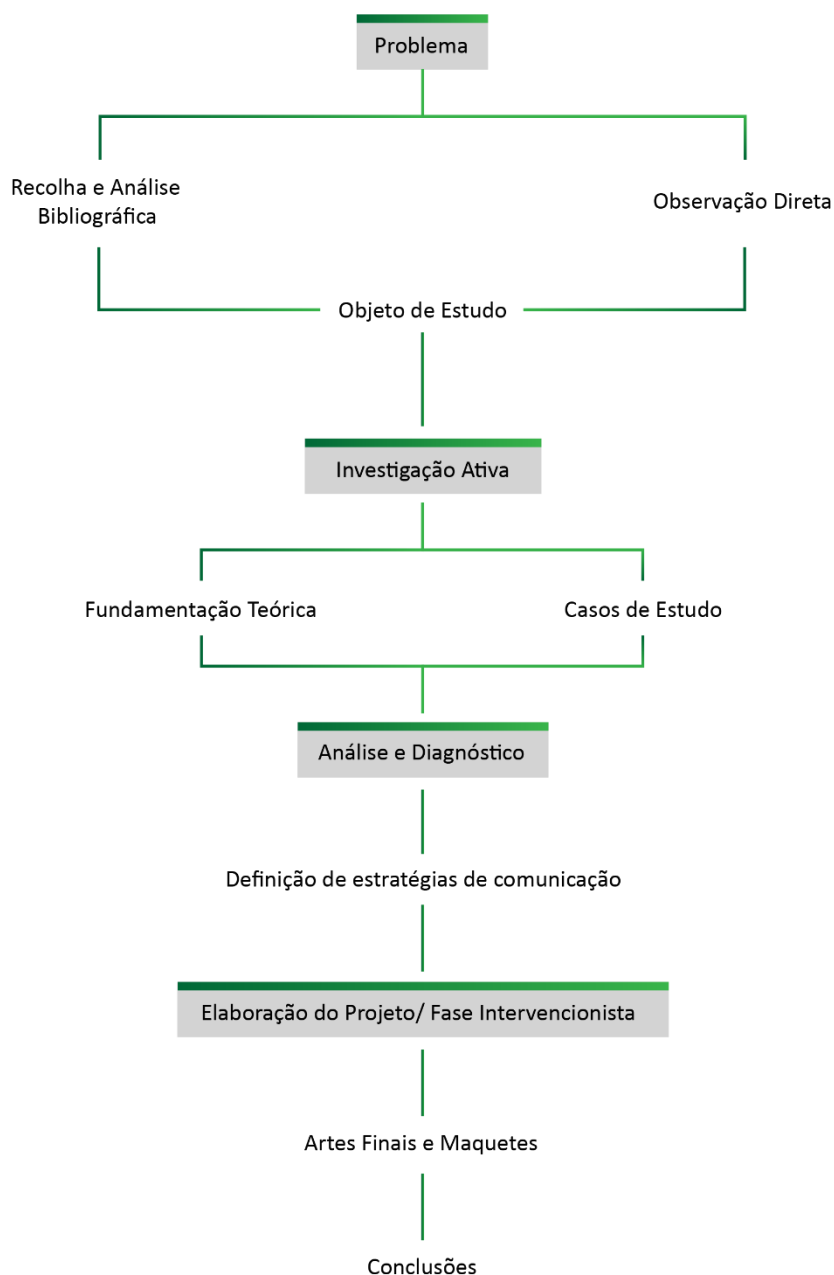 Problema
Recolha e Análise
Bibliográfica
Observação Direta
Objeto de Estudo
Investigação Ativa
Fundamentação Teórica
Casos de Estudo
Análise e Diagnóstico
Definição de estratégias de comunicação
Elaboração do Projeto/ Fase Intervencionista
Artes Finais e Maquetes
Conclusões